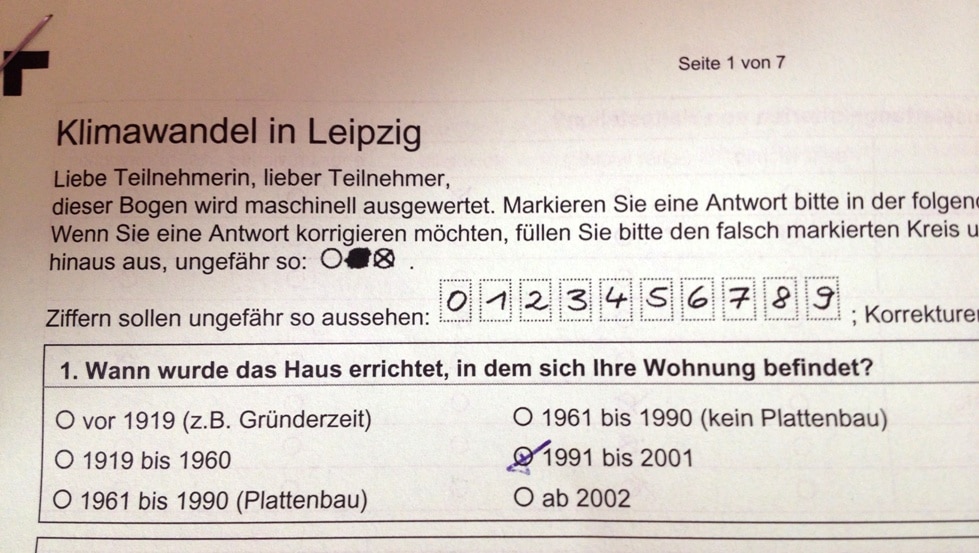 Seite 1 von 7
Klimawandel in Leipzig
Liebe Teilnehmerin, lieber Teilnehmer,
dieser Bogen wird maschinell ausgewertet. Markieren Sie eine Antwort bitte in der
Wenn Sie eine Antwort korrigieren möchten, füllen Sie bitte den falsch markierten Kreis
hinaus aus, ungefähr so: .
Ziffern sollen ungefähr so aussehen: 0 1 2 3 4 5 6 7 8 9 ;
1. Wann wurde das Haus errichtet, in dem sich Ihre Wohnung befindet?
vor 1919 (z.B. Gründerzeit)
1919 bis 1960
1961 bis 1990 (Plattenbau)
1961 bis 1990 (kein Plattenbau)
1991 bis 2001
ab 2002